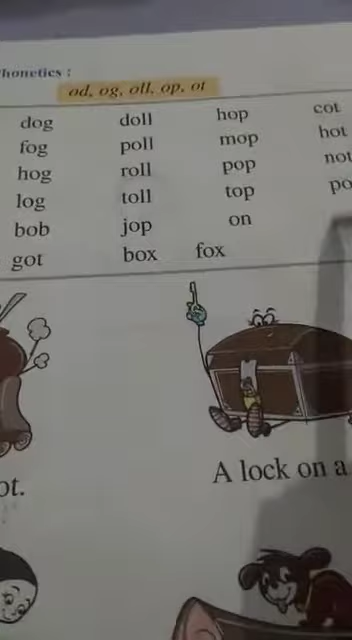 Phonetics :
od, og, oll, op, ot
dog doll hop cot
fog poll mop hot
hog roll pop not
log toll top
bob jop on
got box fox
A lock on a